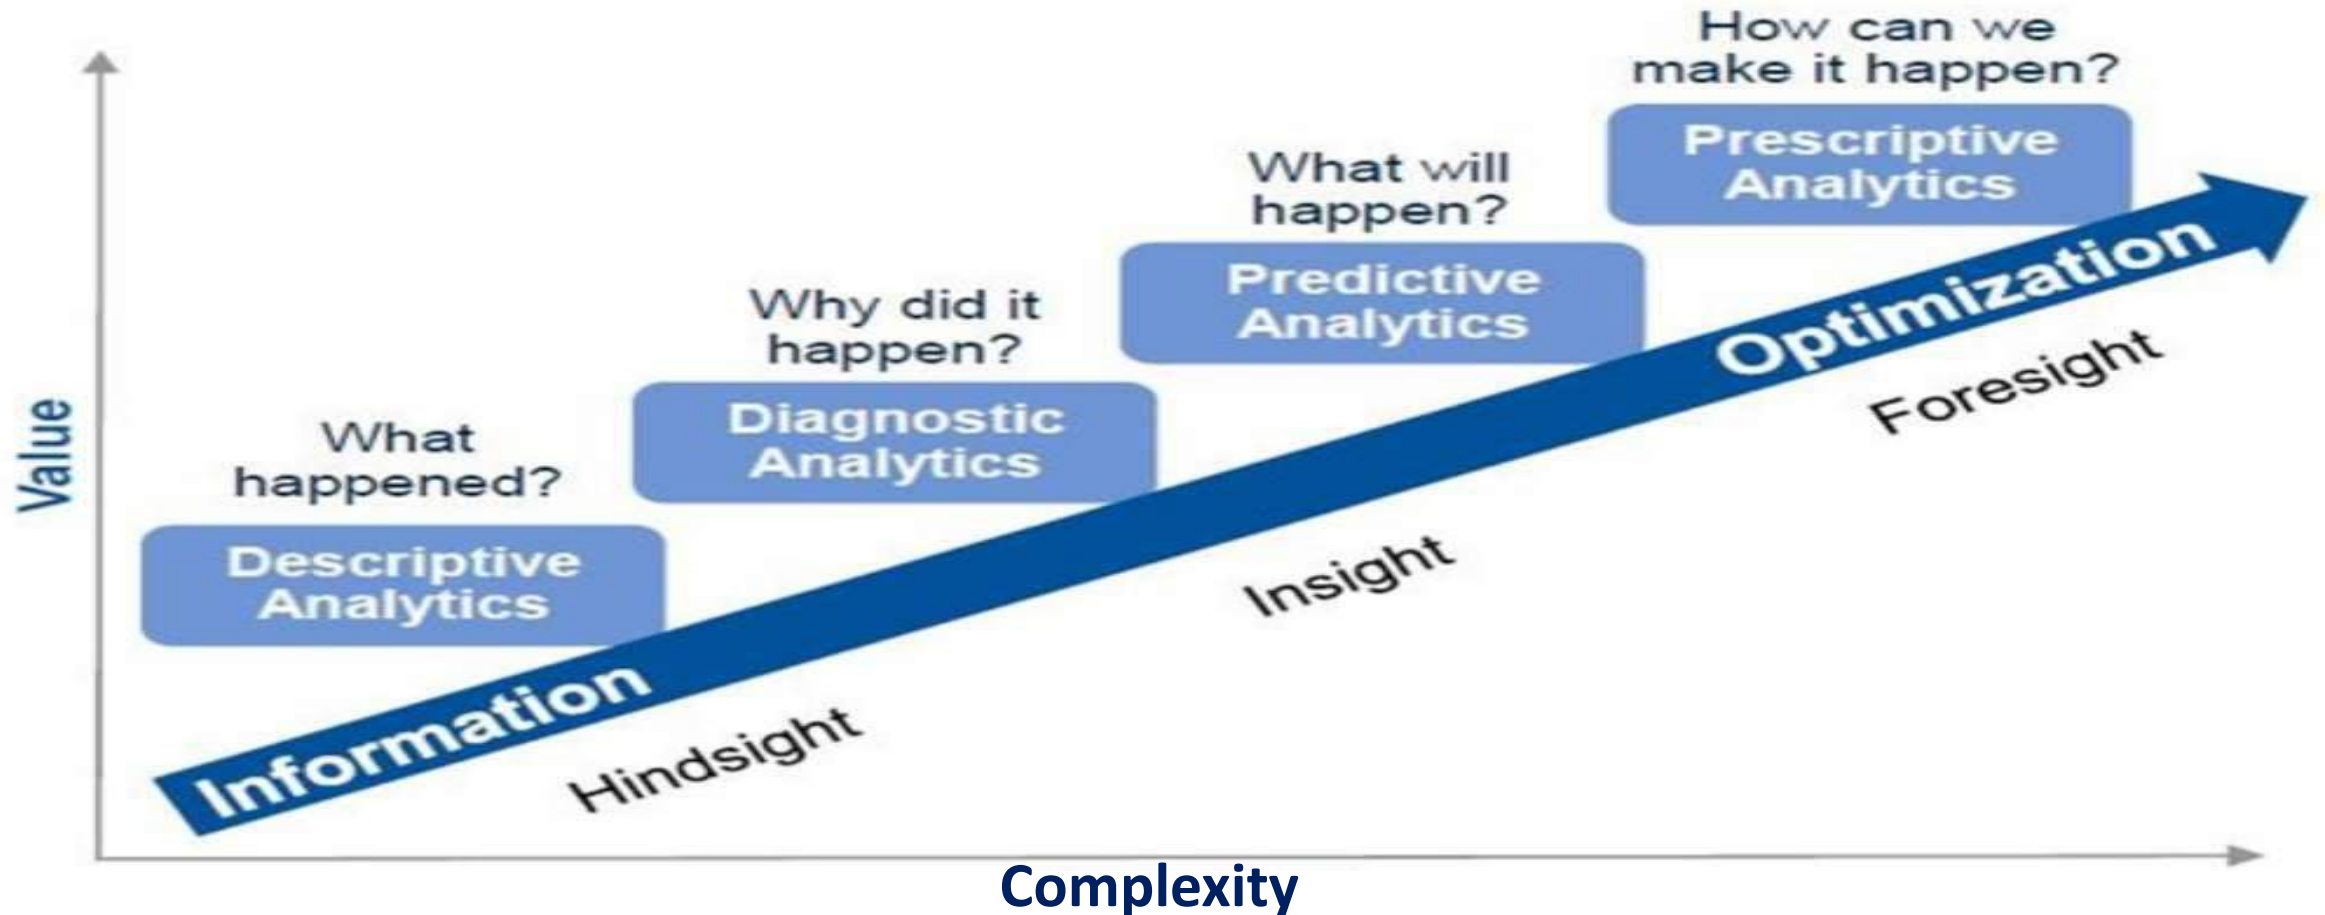 How can we
make it happen?
Prescriptive
Analytics
What will
happen?
Predictive
Analytics
Why did it
happen?
Diagnostic
Analytics
What
happened?
Descriptive
Analytics
Value
Information
Optimization
Hindsight
Insight
Foresight
Complexity